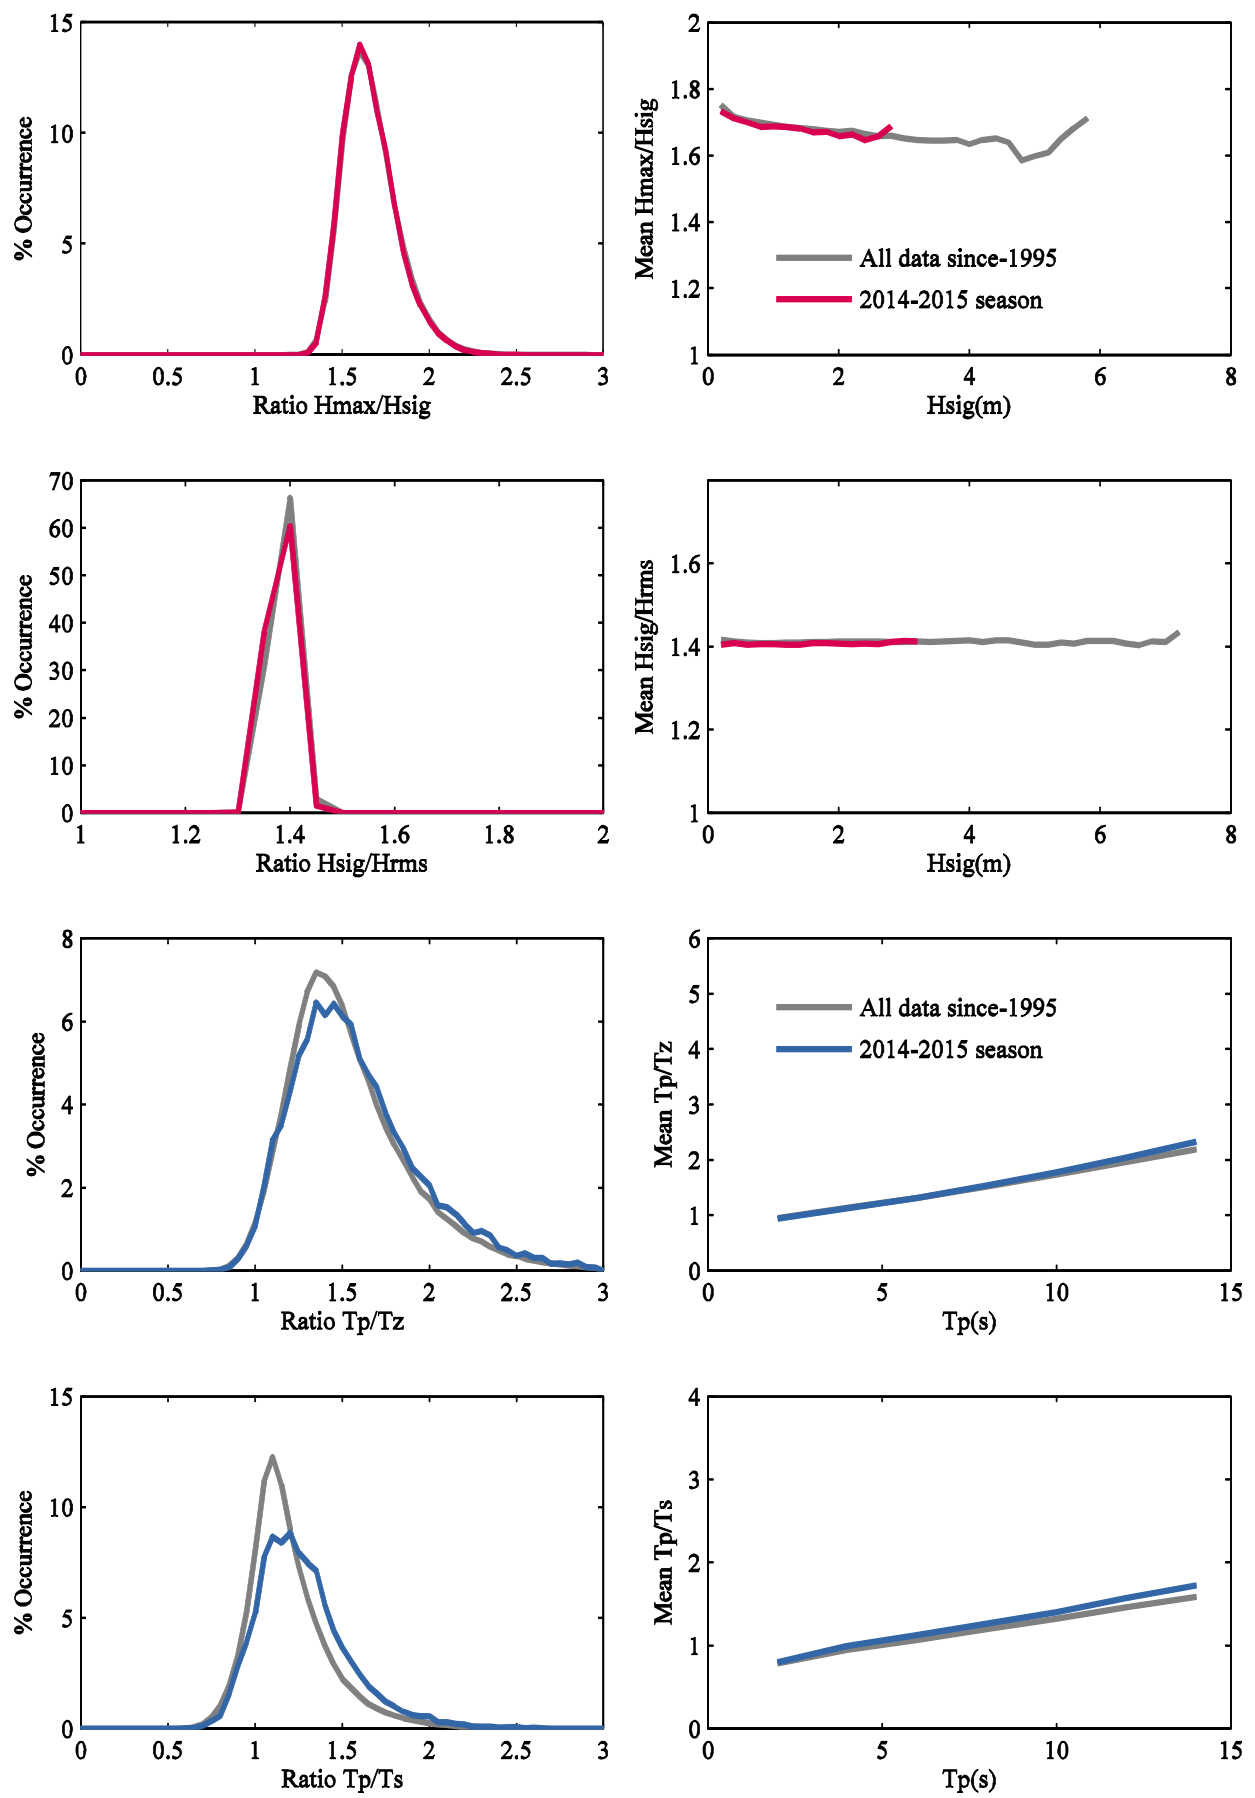 15
10
5
0
% Occurrence
0 0.5 1 1.5 2 2.5 3
Ratio Hmax/Hsig
2
1.8
1.6
1.4
1.2
1
Mean Hmax/Hsig
All data since-1995
2014-2015 season
0 2 4 6 8
Hsig(m)
70
60
50
40
30
20
10
0
% Occurrence
1 1.2 1.4 1.6 1.8 2
Ratio Hsig/Hrms
1.6
1.4
1.2
1
Mean Hsig/Hrms
0 2 4 6 8
Hsig(m)
8
6
4
2
0
% Occurrence
0 0.5 1 1.5 2 2.5 3
Ratio Tp/Tz
6
5
4
3
2
1
0
Mean Tp/Tz
All data since-1995
2014-2015 season
0 5 10 15
Tp(s)
15
10
5
0
% Occurrence
0 0.5 1 1.5 2 2.5 3
Ratio Tp/Ts
4
3
2
1
0
Mean Tp/Ts
0 5 10 15
Tp(s)